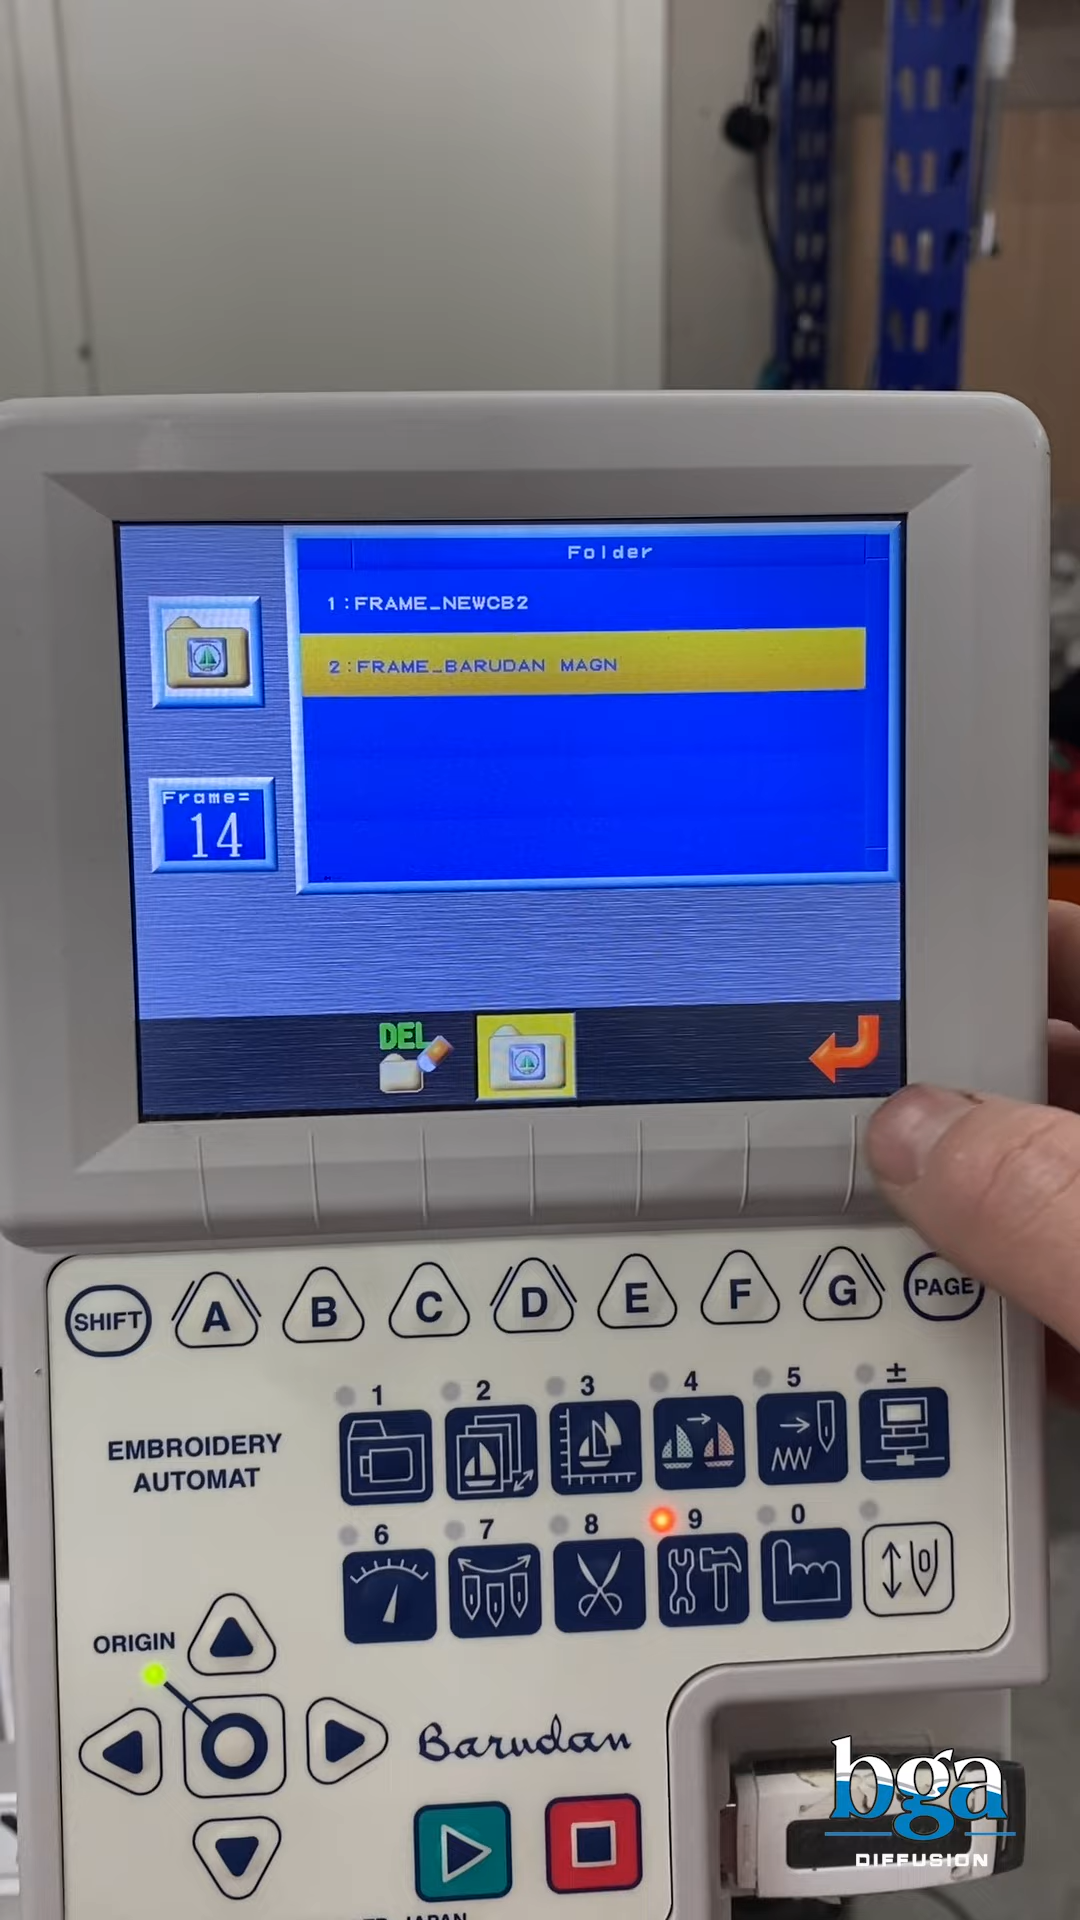 Folder
1:FRAME_NEWCB2
2:FRAME_BARUDAN MAGN
Frame=
14
DEL
SHIFT A B C D E F G PAGE
1 2 3 4 5 ±
EMBROIDERY
AUTOMAT
6 7 8 9 0
ORIGIN
Barudan
JAPAN
bga
DIFFUSION